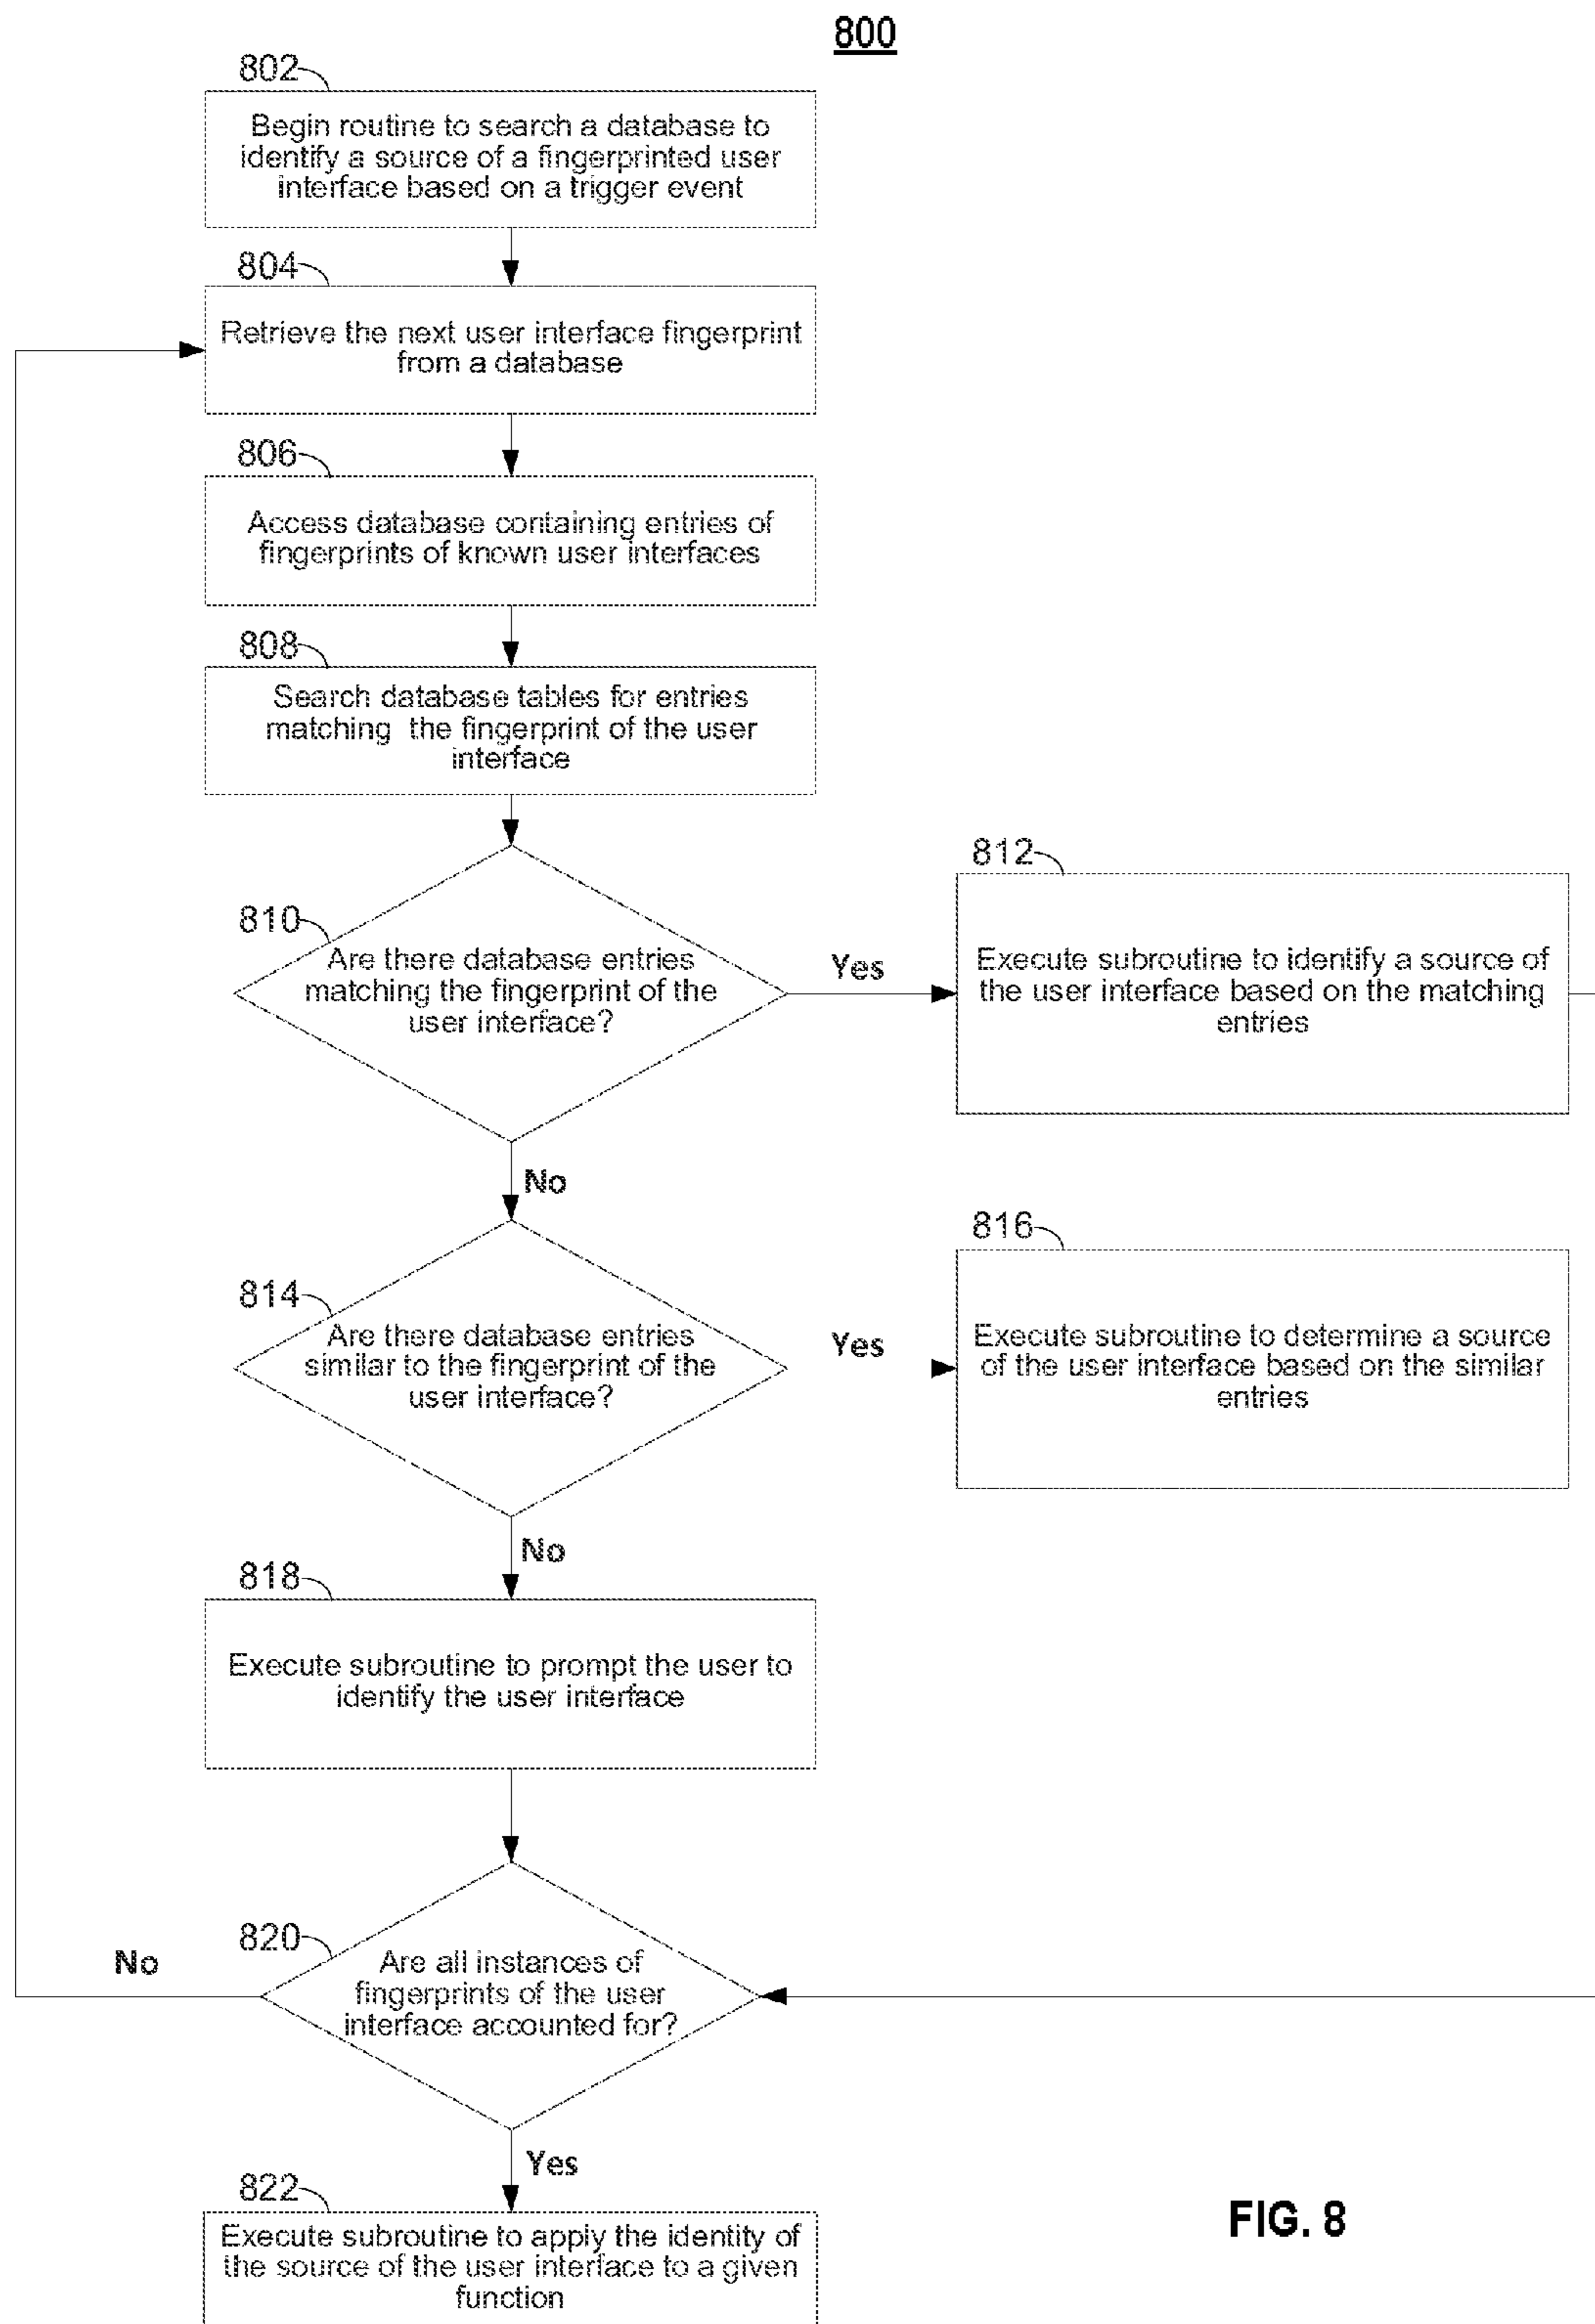 800
802
Begin routine to search a database to
identify a source of a fingerprinted user
interface based on a trigger event
804
Retrieve the next user interface fingerprint
from a database
806
Access database containing entries of
fingerprints of known user interfaces
808
Search database tables for entries
matching the fingerprint of the user
interface
810
Are there database entries
matching the fingerprint of the
user interface?
Yes
812
Execute subroutine to identify a source of
the user interface based on the matching
entries
No
814
Are there database entries
similar to the fingerprint of the
user interface?
Yes
816
Execute subroutine to determine a source
of the user interface based on the similar
entries
No
818
Execute subroutine to prompt the user to
identify the user interface
820
Are all instances of
fingerprints of the user
interface accounted for?
No
Yes
822
Execute subroutine to apply the identity of
the source of the user interface to a given
function
FIG. 8